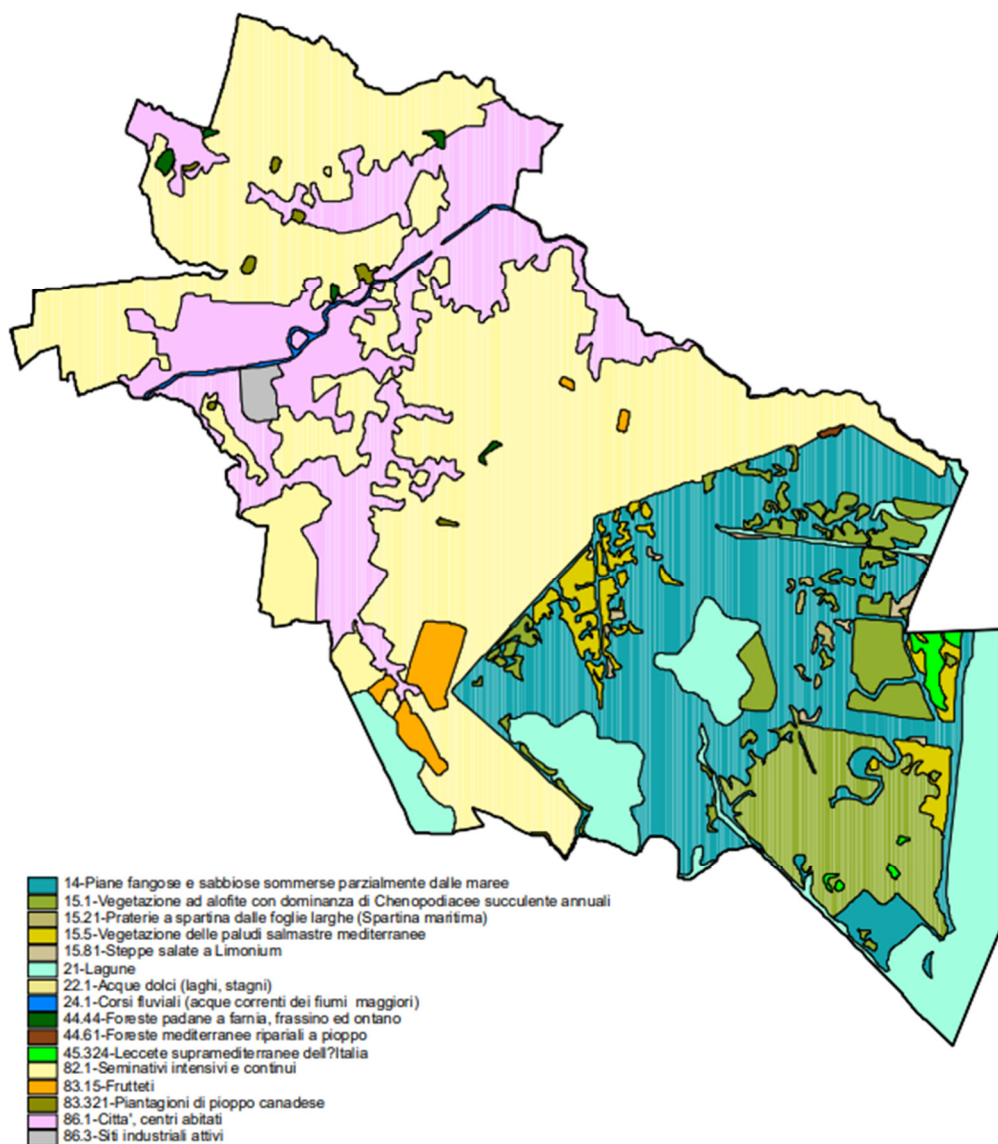 14-Piane fangose e sabbiose sommerse parzialmente dalle maree
15.1-Vegetazione ad alofite con dominanza di Chenopodiacee succulente annuali
15.21-Praterie a spartina dalle foglie larghe (Spartina maritima)
15.5-Vegetazione delle paludi salmastre mediterranee
15.81-Steppe salate a Limonium
21-Lagune
22.1-Acque dolci (laghi, stagni)
24.1-Corsi fluviali (acque correnti dei fiumi maggiori)
44.44-Foreste padane a farnia, frassino ed ontano
44.61-Foreste mediterranee ripariali a pioppo
45.324-Leccete supramediterranee dell?Italia
82.1-Seminativi intensivi e continui
83.15-Frutteti
83.321-Piantagioni di pioppo canadese
86.1-Citta', centri abitati
86.3-Siti industriali attivi